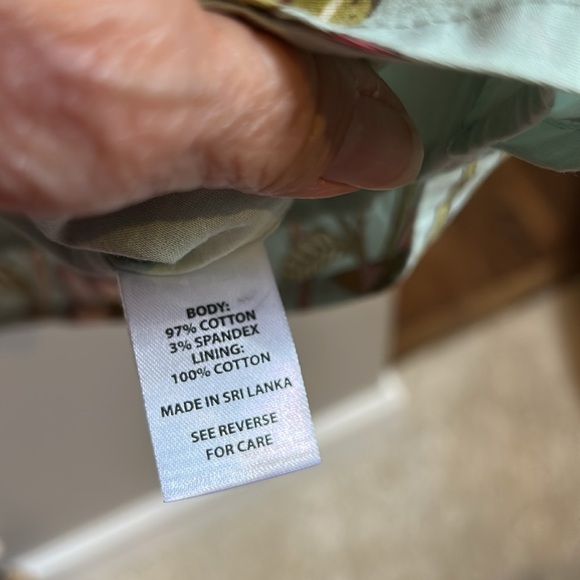 BODY:
97% COTTON
3% SPANDEX
LINING:
100% COTTON
MADE IN SRI LANKA
SEE REVERSE
FOR CARE